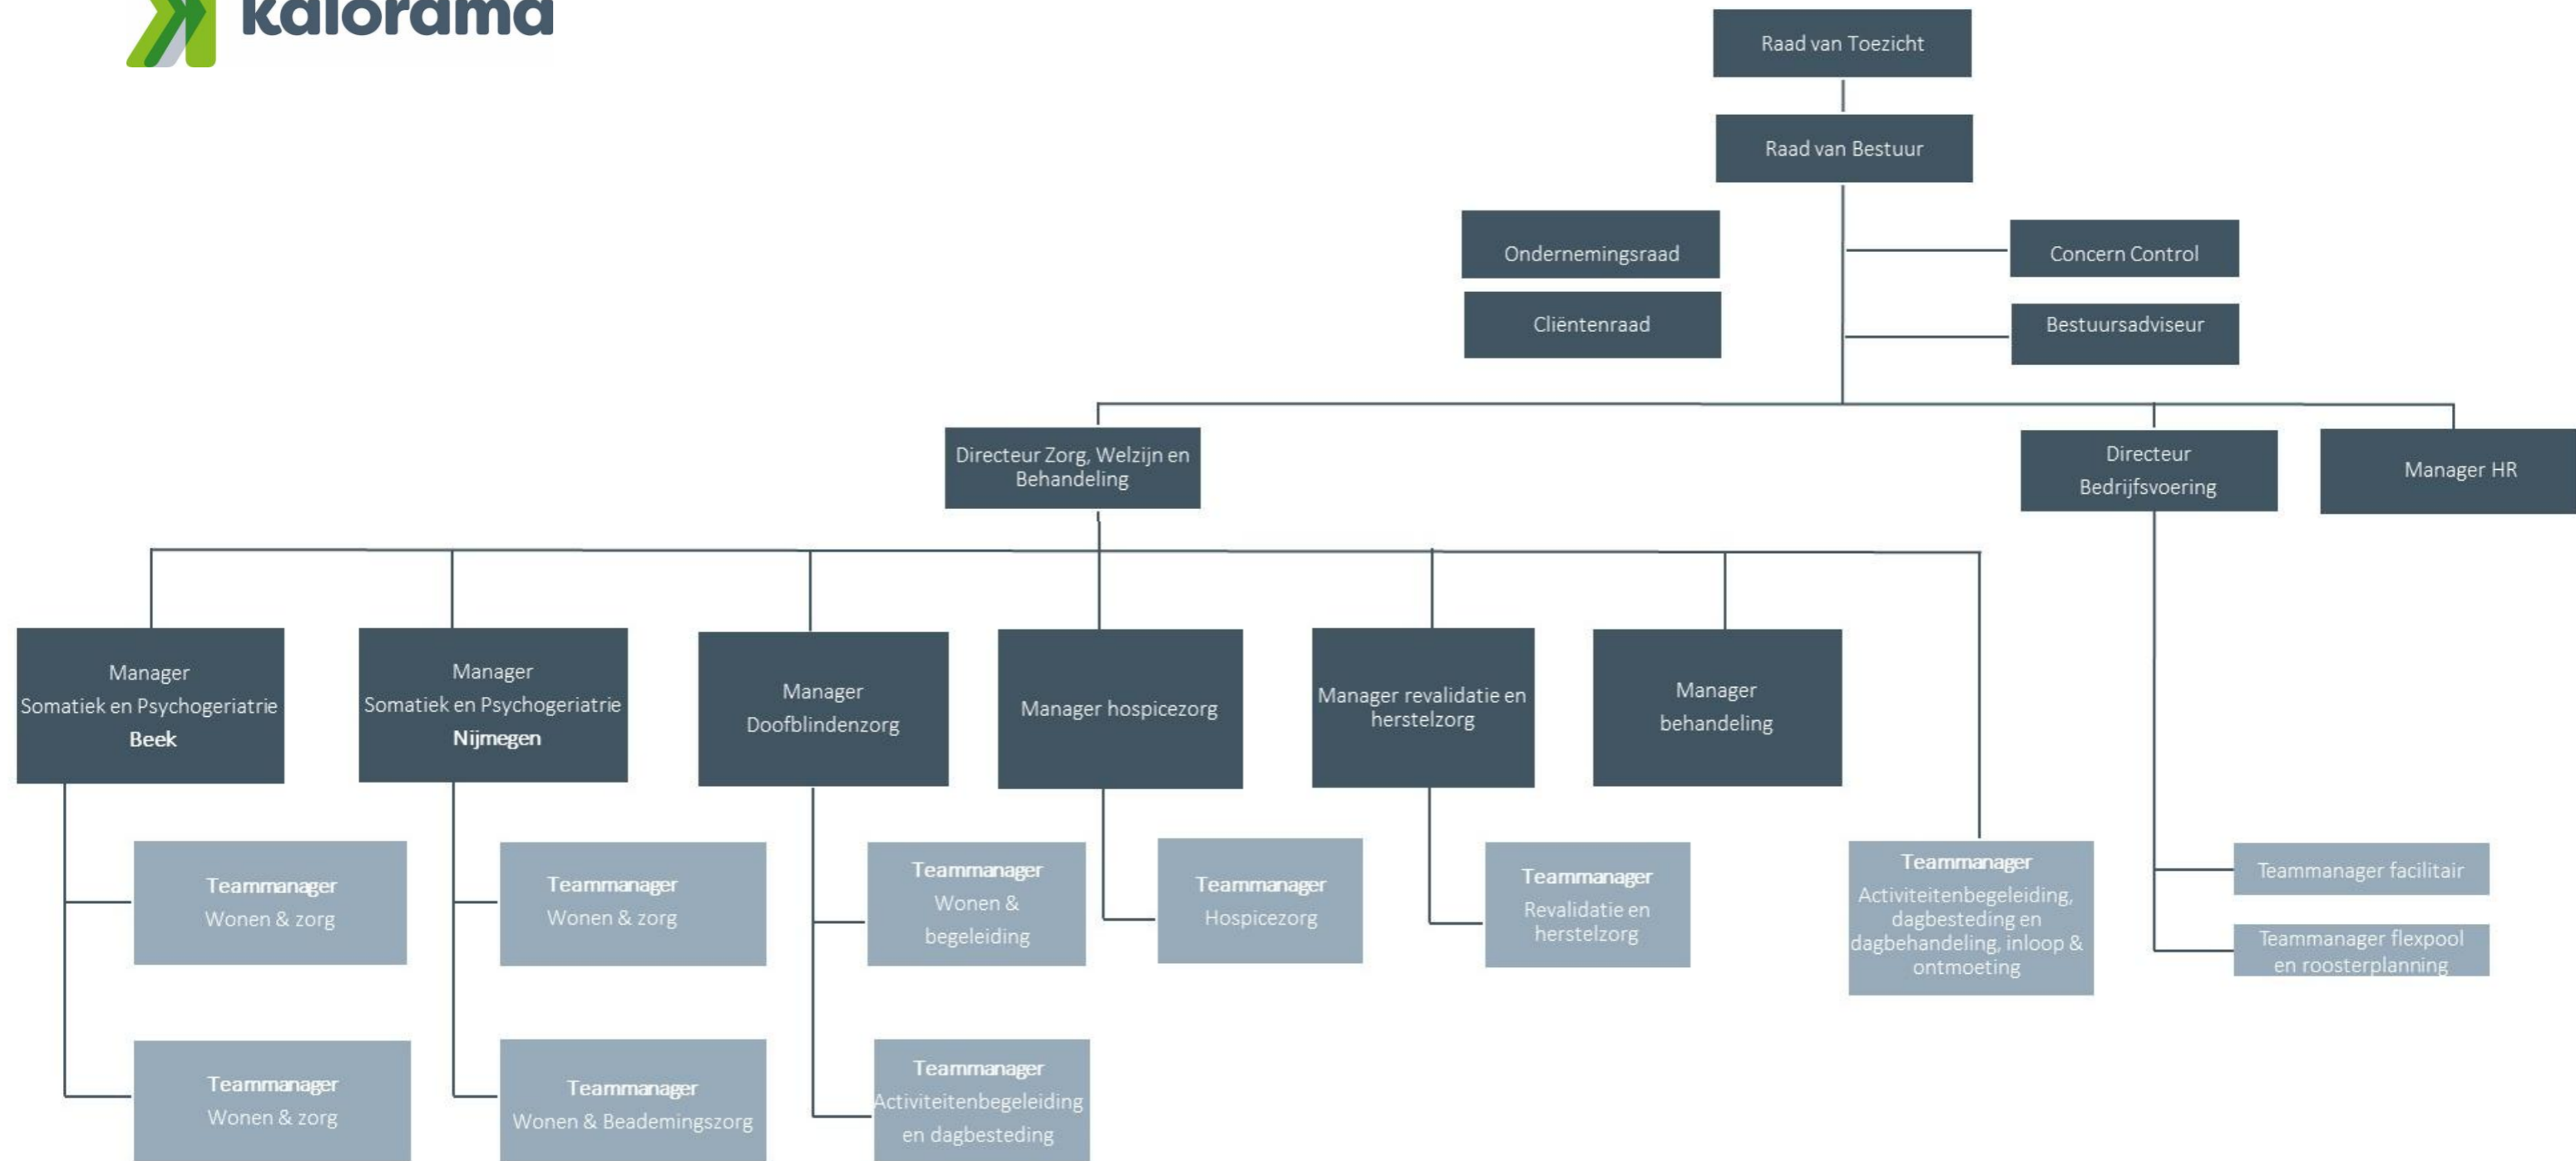 kalorama
Raad van Toezicht
Raad van Bestuur
Ondernemingsraad
Concern Control
Cliëntenraad
Bestuursadviseur
Directeur Zorg, Welzijn en
Behandeling
Directeur
Bedrijfsvoering
Manager HR
Manager
Somatiek en Psychogeriatrie
Beek
Manager
Somatiek en Psychogeriatrie
Nijmegen
Manager
Doofblindenzorg
Manager hospicezorg
Manager revalidatie en
herstelzorg
Manager
behandeling
Teammanager
Wonen & zorg
Teammanager
Wonen & zorg
Teammanager
Wonen &
begeleiding
Teammanager
Hospicezorg
Teammanager
Revalidatie en
herstelzorg
Teammanager
Activiteitenbegeleiding,
dagbesteding en
dagbehandeling, inloop &
ontmoeting
Teammanager facilitair
Teammanager flexpool
en roosterplanning
Teammanager
Wonen & zorg
Teammanager
Wonen & Beademingszorg
Teammanager
Activiteitenbegeleiding
en dagbesteding